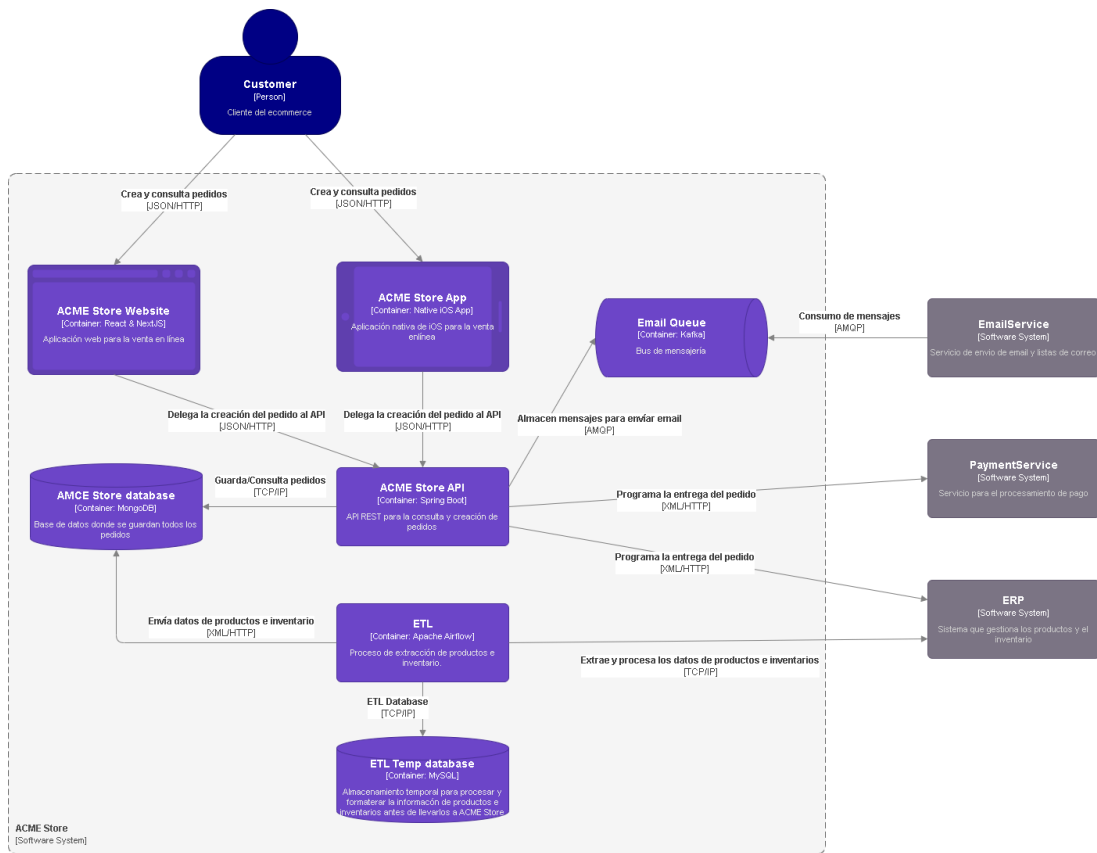 Customer
[Person]
Cliente del ecommerce
Crea y consulta pedidos
[JSON/HTTP]
Crea y consulta pedidos
[JSON/HTTP]
ACME Store Website
[Container: React & NextJS]
Aplicación web para la venta en línea
ACME Store App
[Container: Native iOS App]
Aplicación nativa de iOS para la venta
enlínea
Email Queue
[Container: Kafka]
Bus de mensajería
Consumo de mensajes
[AMQP]
EmailService
[Software System]
Servicio de envio de email y listas de correo
Delega la creación del pedido al API
[JSON/HTTP]
Delega la creación del pedido al API
[JSON/HTTP]
Almacen mensajes para envíar email
[AMQP]
AMCE Store database
[Container: MongoDB]
Base de datos donde se guardan todos los
pedidos
Guarda/Consulta pedidos
[TCP/IP]
ACME Store API
[Container: Spring Boot]
API REST para la consulta y creación de
pedidos
Programa la entrega del pedido
[XML/HTTP]
PaymentService
[Software System]
Servicio para el procesamiento de pago
Programa la entrega del pedido
[XML/HTTP]
ERP
[Software System]
Sistema que gestiona los productos y el
inventario
Envía datos de productos e inventario
[XML/HTTP]
ETL
[Container: Apache Airflow]
Proceso de extracción de productos e
inventario.
Extrae y procesa los datos de productos e inventarios
[TCP/IP]
ETL Database
[TCP/IP]
ETL Temp database
[Container: MySQL]
Almacenamiento temporal para procesar y
formaterar la informacón de productos e
inventarios antes de llevarlos a ACME Store
ACME Store
[Software System]